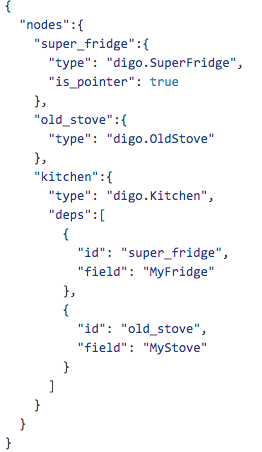 {
  "nodes":{
    "super_fridge":{
      "type": "digo.SuperFridge",
      "is_pointer": true
    },
    "old_stove":{
      "type": "digo.OldStove"
    },
    "kitchen":{
      "type": "digo.Kitchen",
      "deps":[
        {
          "id": "super_fridge",
          "field": "MyFridge"
        },
        {
          "id": "old_stove",
          "field": "MyStove"
        }
      ]
    }
  }
}